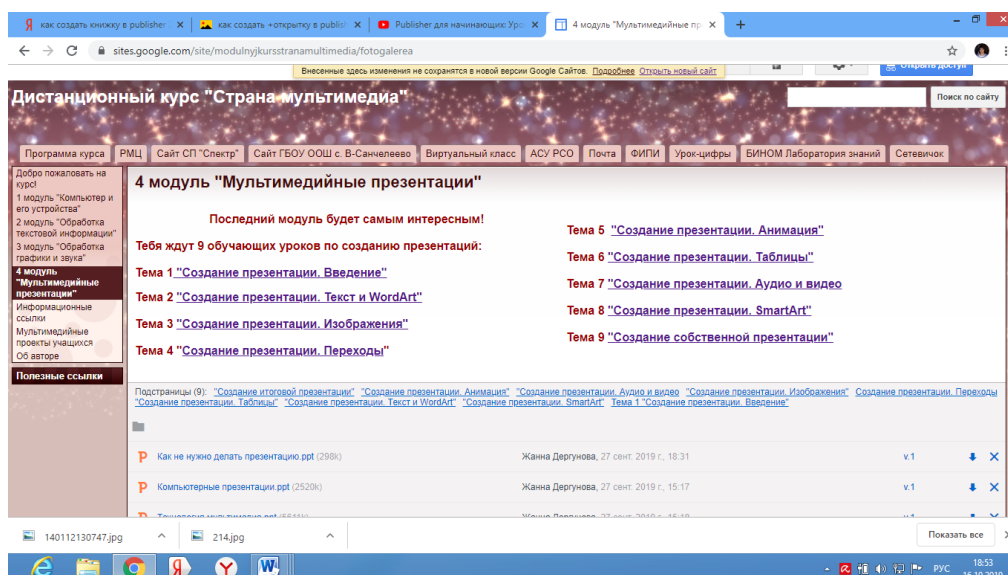 как создать книжку в publisher
как создать +открытку в publish
Publisher для начинающих: Уро
4 модуль "Мультимедийные пр
sites.google.com/site/modulnyjkursstranamultimedia/fotogalerea
Внесенные здесь изменения не сохранятся в новой версии Google Сайтов. Подробнее Открыть новый сайт
Открыть доступ
Дистанционный курс "Страна мультимедиа"
Поиск по сайту
Программа курса РМЦ Сайт СП "Спектр" Сайт ГБОУ ООШ с. В-Санчелеево Виртуальный класс АСУ РСО Почта ФИПИ Урок-цифры БИНОМ Лаборатория знаний Сетевичок
Добро пожаловать на
курс!
1 модуль "Компьютер и
его устройства"
2 модуль "Обработка
текстовой информации"
3 модуль "Обработка
графики и звука"
4 модуль
"Мультимедийные
презентации"
Информационные
ссылки
Мультимедийные
проекты учащихся
Об авторе
Полезные ссылки
4 модуль "Мультимедийные презентации"
Последний модуль будет самым интересным!
Тебя ждут 9 обучающих уроков по созданию презентаций:
Тема 1 "Создание презентации. Введение"
Тема 2 "Создание презентации. Текст и WordArt"
Тема 3 "Создание презентации. Изображения"
Тема 4 "Создание презентации. Переходы"
Тема 5 "Создание презентации. Анимация"
Тема 6 "Создание презентации. Таблицы"
Тема 7 "Создание презентации. Аудио и видео
Тема 8 "Создание презентации. SmartArt"
Тема 9 "Создание собственной презентации"
Подстраницы (9): "Создание итоговой презентации" "Создание презентации. Анимация" "Создание презентации. Аудио и видео "Создание презентации. Изображения" Создание презентации. Переходы
"Создание презентации. Таблицы" "Создание презентации. Текст и WordArt" "Создание презентации. SmartArt" Тема 1 "Создание презентации. Введение"
Как не нужно делать презентацию.ppt (298k) Жанна Дергунова, 27 сент. 2019 г., 18:31 v.1
Компьютерные презентации.ppt (2520k) Жанна Дергунова, 27 сент. 2019 г., 15:17 v.1
140112130747.jpg
214.jpg
Показать все
РУС
18:53
16.10.2019